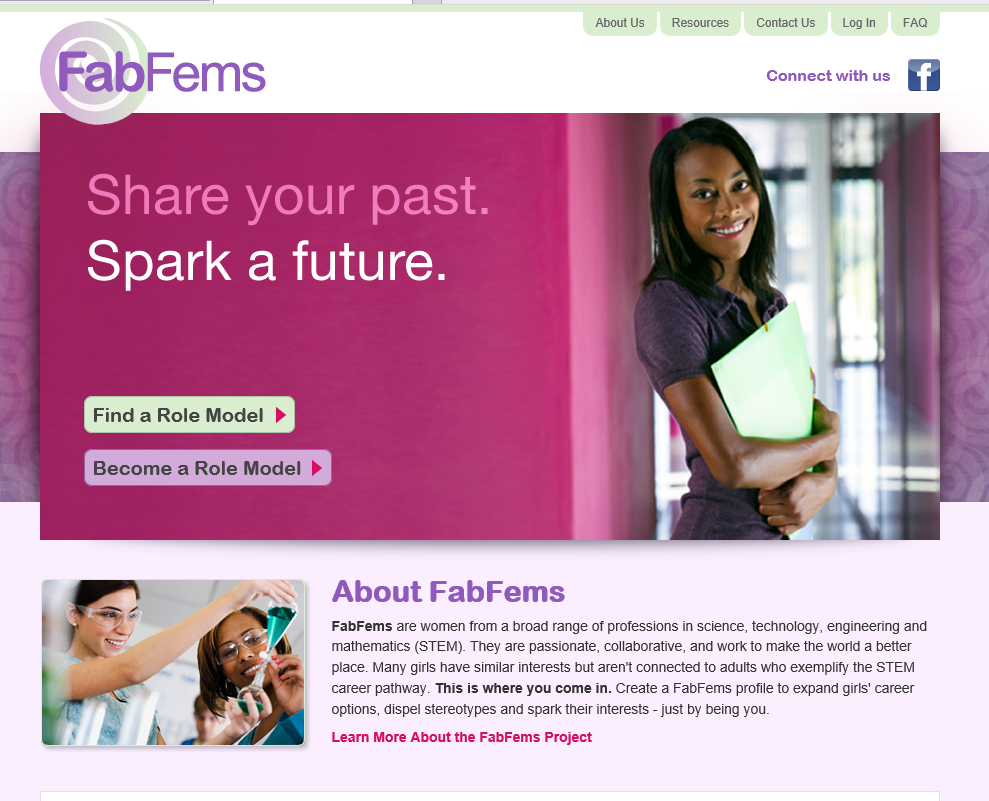 About Us Resources Contact Us Log In FAQ
FabFems
Connect with us f
Share your past.
Spark a future.
Find a Role Model
Become a Role Model
About FabFems
FabFems are women from a broad range of professions in science, technology, engineering and
mathematics (STEM). They are passionate, collaborative, and work to make the world a better
place. Many girls have similar interests but aren't connected to adults who exemplify the STEM
career pathway. This is where you come in. Create a FabFems profile to expand girls' career
options, dispel stereotypes and spark their interests - just by being you.
Learn More About the FabFems Project